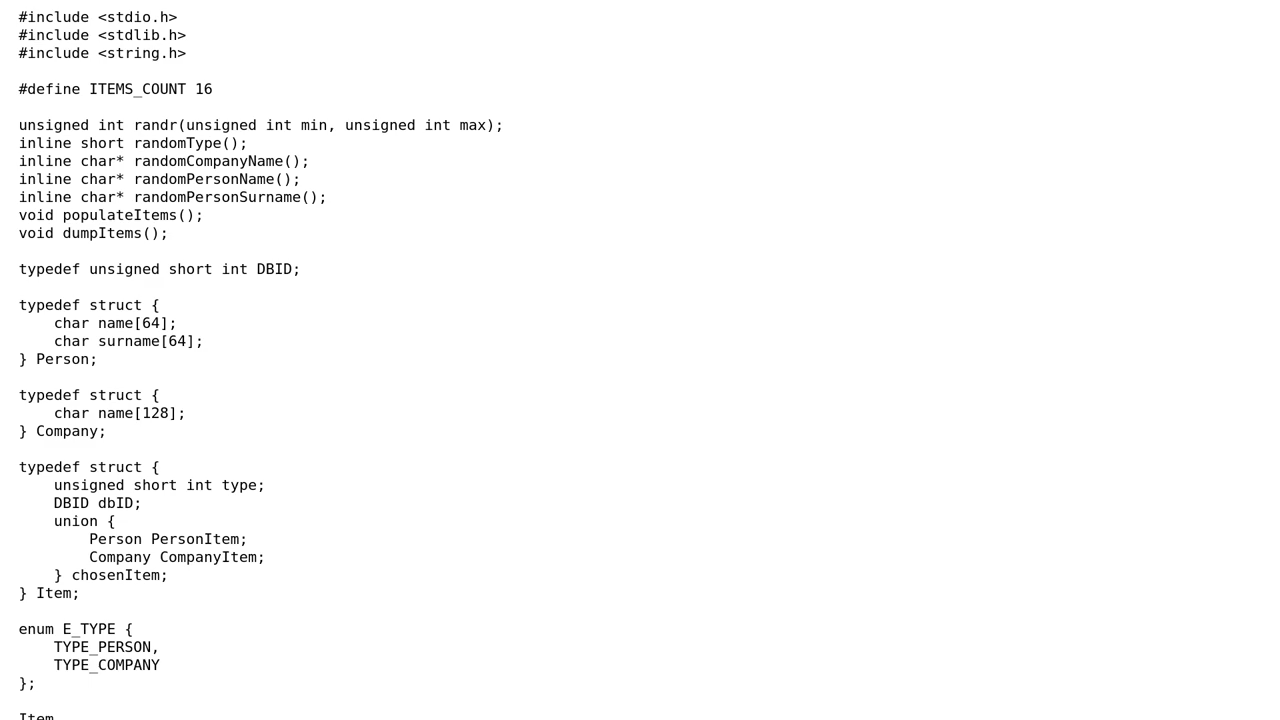 #include <stdio.h>
#include <stdlib.h>
#include <string.h>

#define ITEMS_COUNT 16

unsigned int randr(unsigned int min, unsigned int max);
inline short randomType();
inline char* randomCompanyName();
inline char* randomPersonName();
inline char* randomPersonSurname();
void populateItems();
void dumpItems();

typedef unsigned short int DBID;

typedef struct {
    char name[64];
    char surname[64];
} Person;

typedef struct {
    char name[128];
} Company;

typedef struct {
    unsigned short int type;
    DBID dbID;
    union {
        Person PersonItem;
        Company CompanyItem;
    } chosenItem;
} Item;

enum E_TYPE {
    TYPE_PERSON,
    TYPE_COMPANY
};

Item